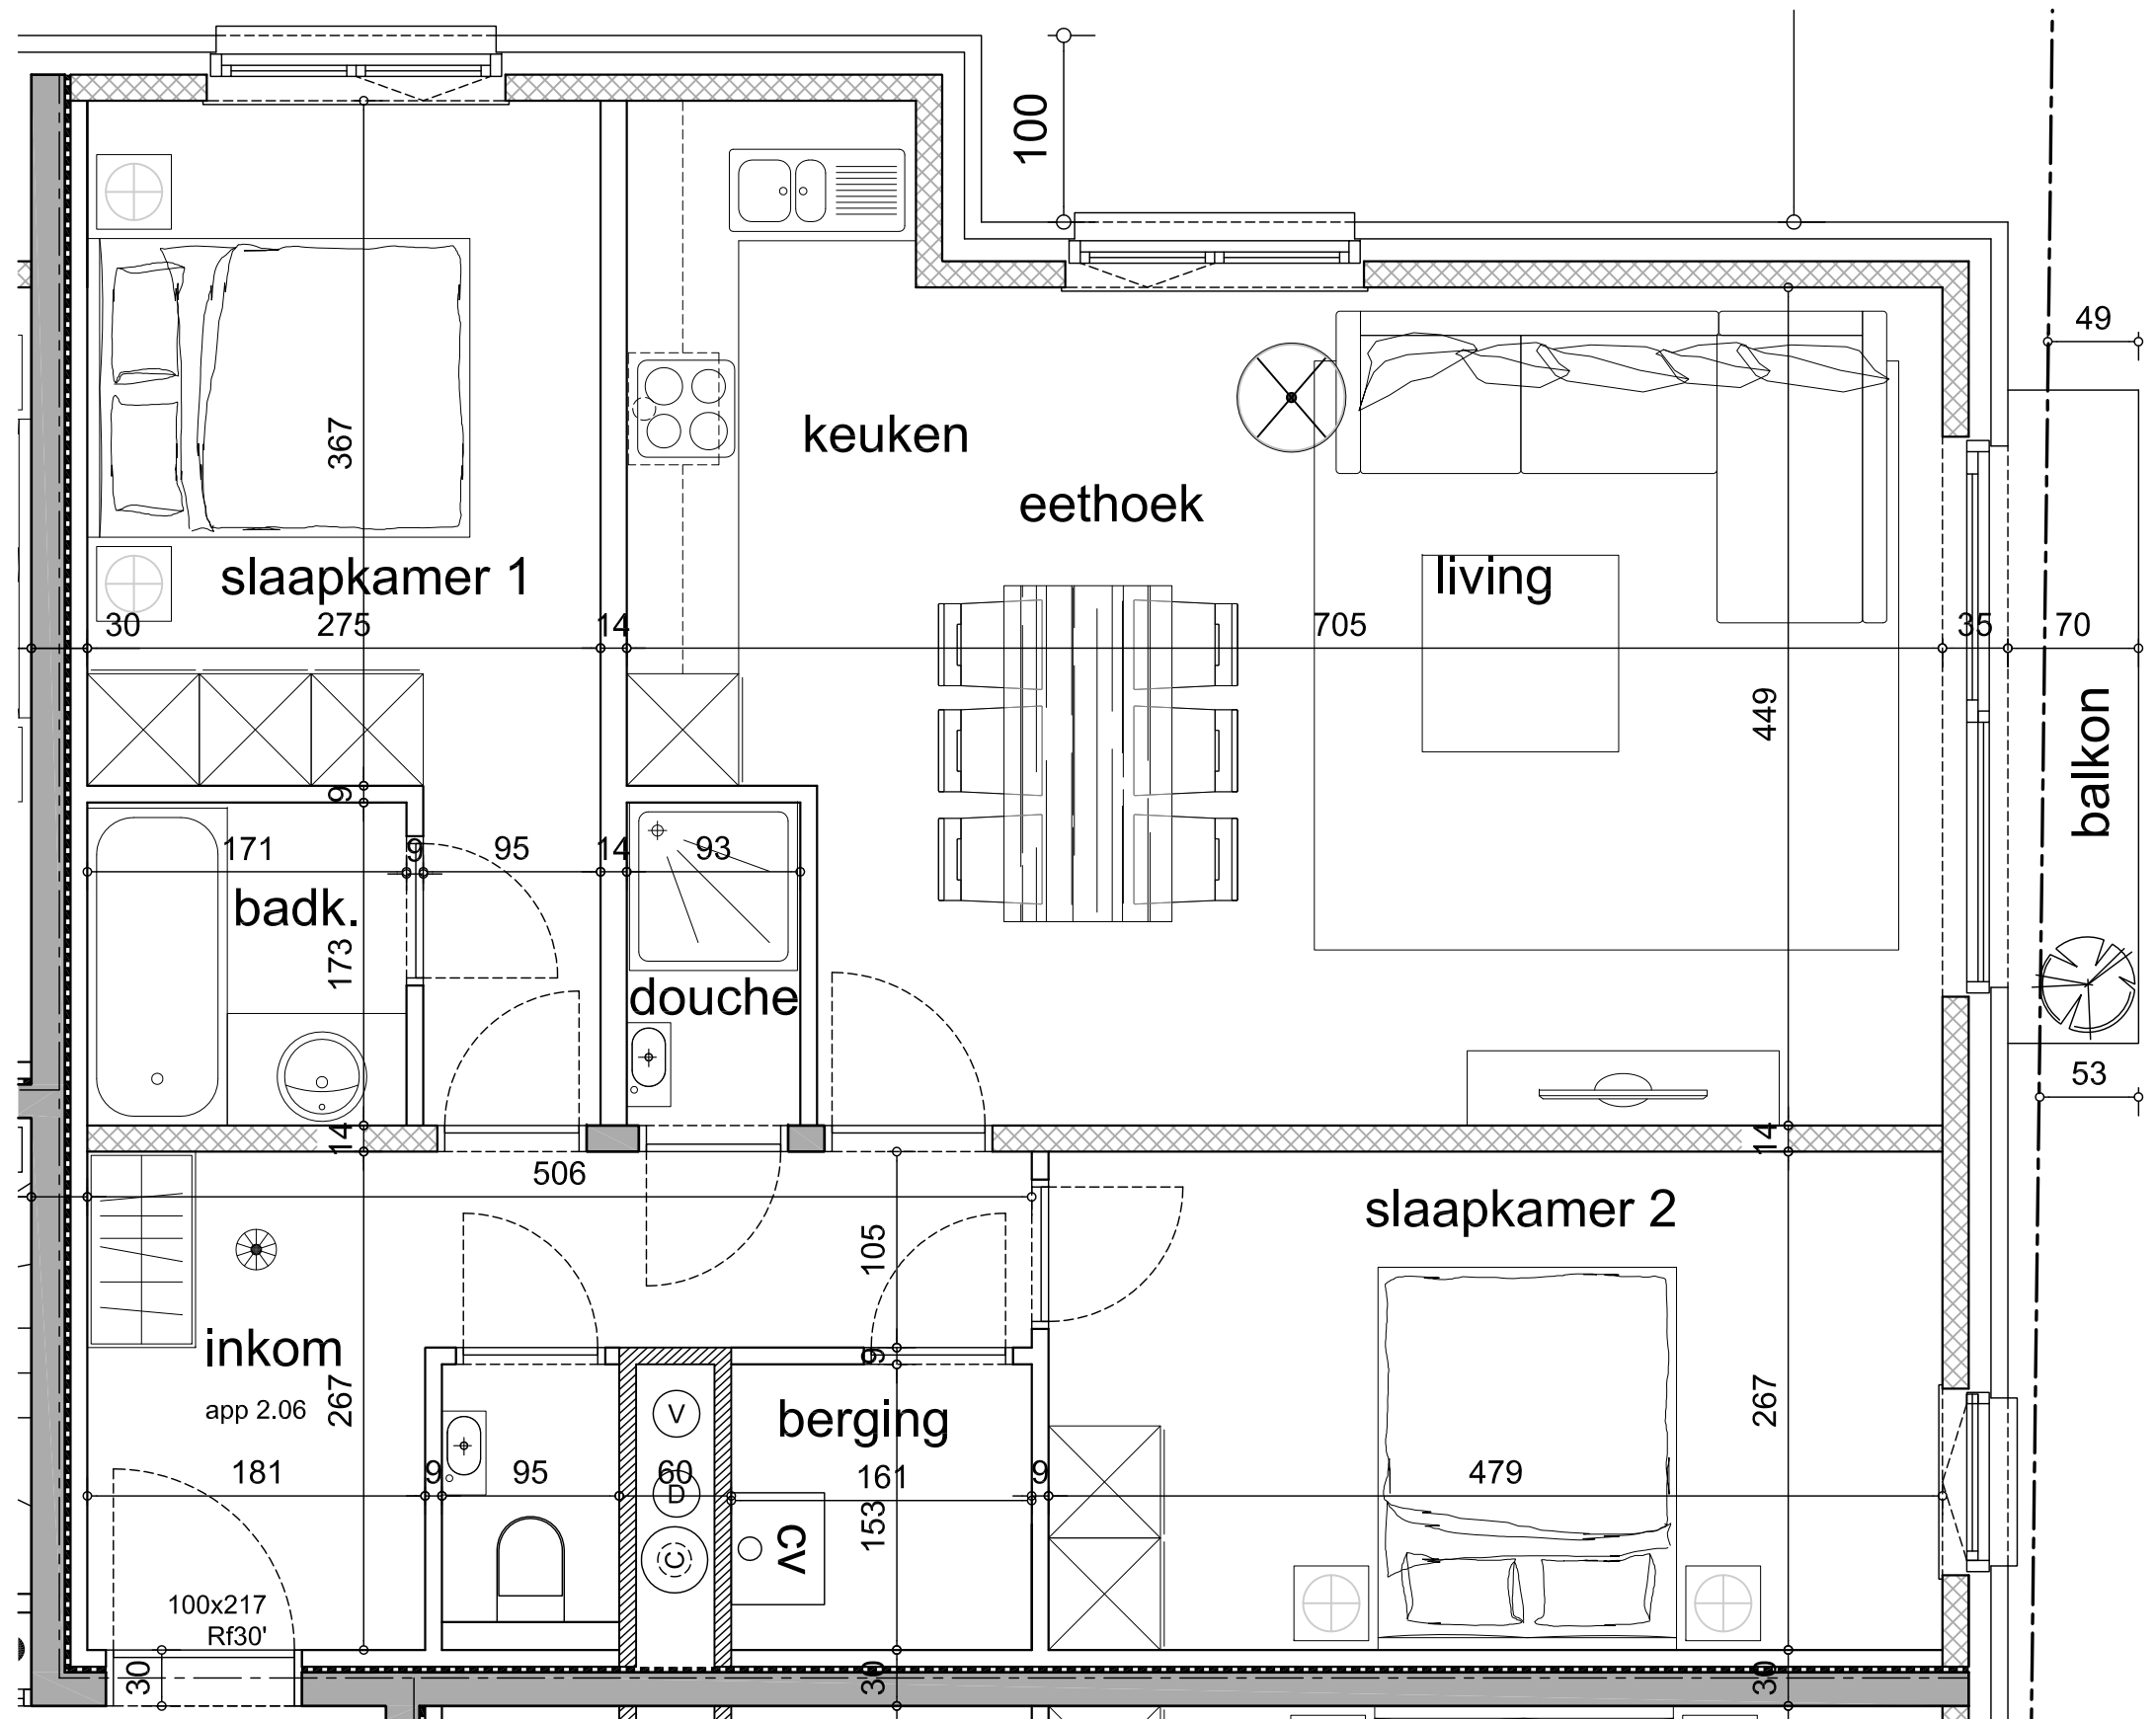 100
49
keuken
367
eethoek
slaapkamer 1
living
30
275
14
705
35
70
449
balkon
9
171
9
95
14
93
badk.
173
douche
53
14
14
506
slaapkamer 2
105
inkom
9
app 2.06
267
V
berging
267
181
9
95
60
D
161
9
479
153
cv
C
100x217
Rf30'
30
30
30